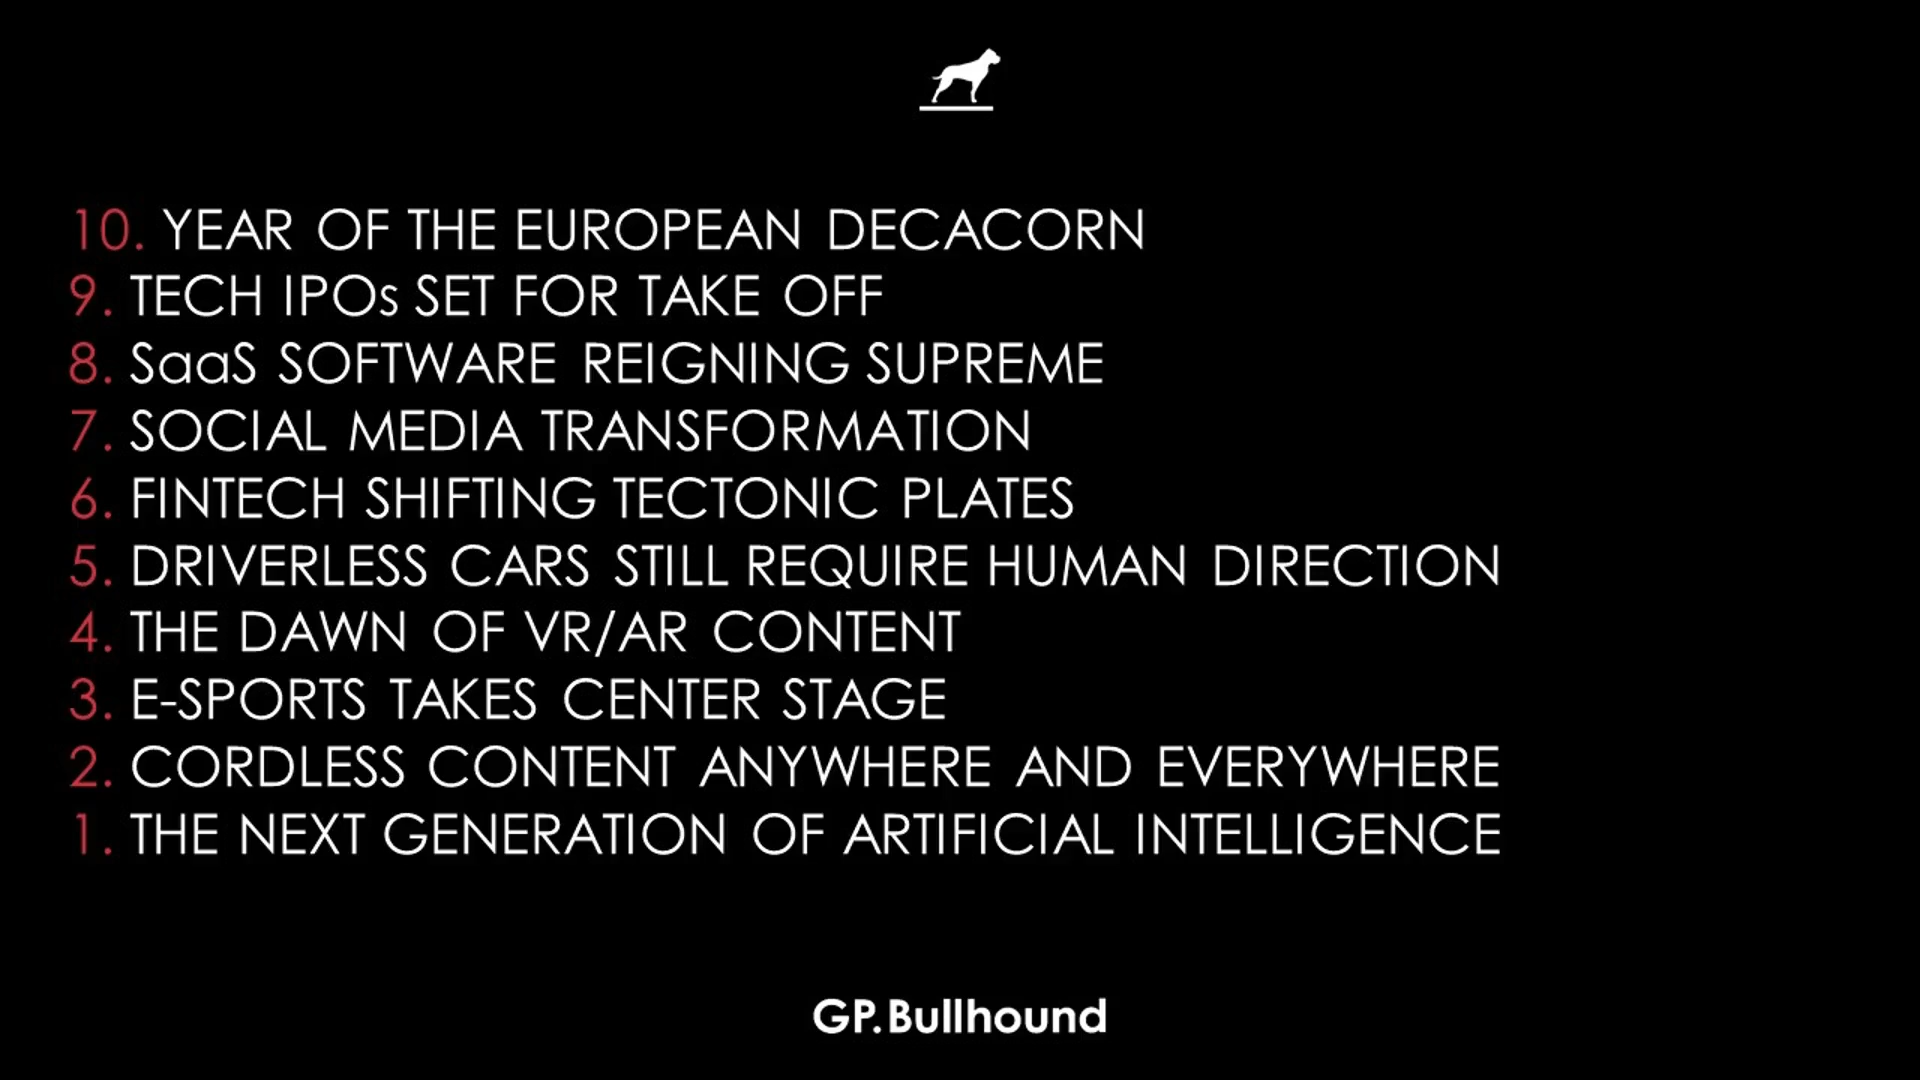 10. YEAR OF THE EUROPEAN DECACORN
9. TECH IPOs SET FOR TAKE OFF
8. SaaS SOFTWARE REIGNING SUPREME
7. SOCIAL MEDIA TRANSFORMATION
6. FINTECH SHIFTING TECTONIC PLATES
5. DRIVERLESS CARS STILL REQUIRE HUMAN DIRECTION
4. THE DAWN OF VR/AR CONTENT
3. E-SPORTS TAKES CENTER STAGE
2. CORDLESS CONTENT ANYWHERE AND EVERYWHERE
1. THE NEXT GENERATION OF ARTIFICIAL INTELLIGENCE
GP.Bullhound